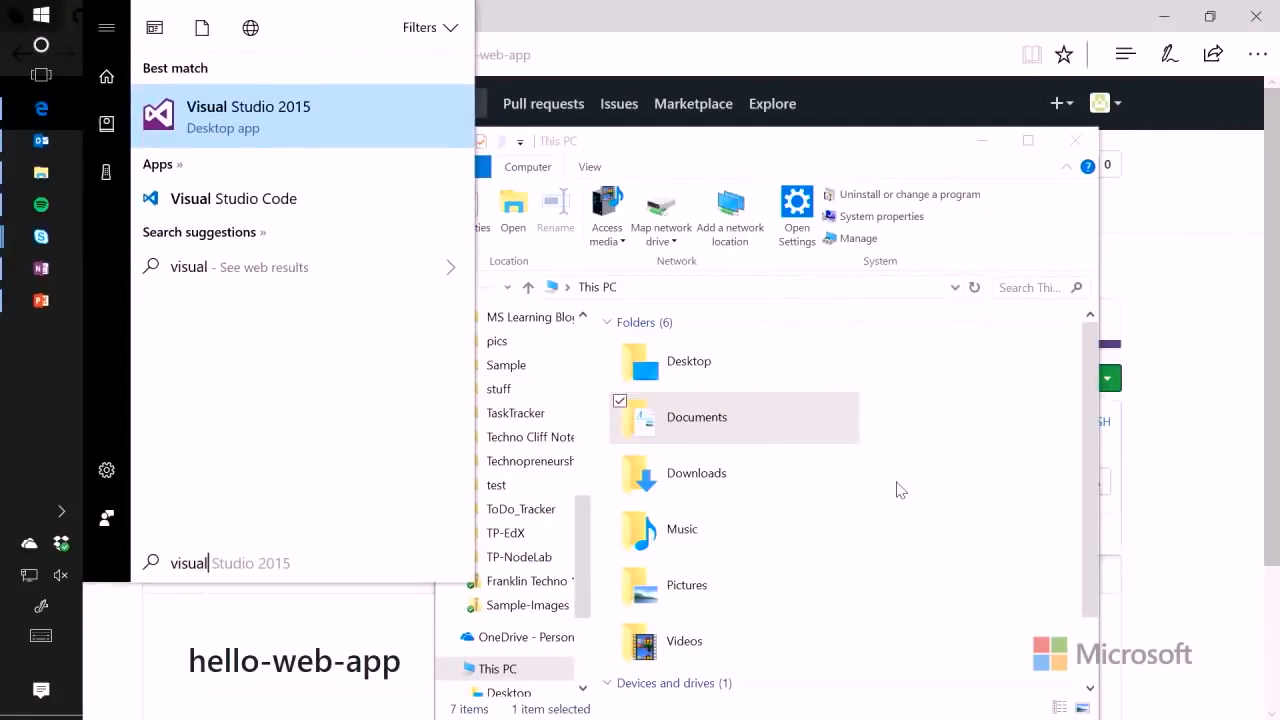 Filters
Best match
Visual Studio 2015
Desktop app
Apps »
Visual Studio Code
Search suggestions »
visual - See web results
visual Studio 2015
-web-app
Pull requests Issues Marketplace Explore
This PC
Computer View
0
Open
Rename
Access media
Map network drive
Add a network location
Open Settings
Uninstall or change a program
System properties
Manage
Location
Network
System
This PC
Search Thi...
MS Learning Blog
pics
Sample
stuff
TaskTracker
Techno Cliff Note
Technopreneursh
test
ToDo_Tracker
TP-EdX
TP-NodeLab
Franklin Techno
Sample-Images
OneDrive - Person
This PC
Desktop
Folders (6)
Desktop
Documents
Downloads
Music
Pictures
Videos
Devices and drives (1)
7 items 1 item selected
hello-web-app
Microsoft